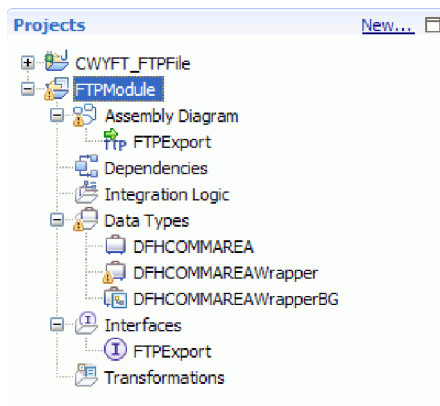 Projects New...
CWYFT_FTPFile
FTPModule
Assembly Diagram
FTP FTPExport
Dependencies
Integration Logic
Data Types
DFHCOMMAREA
DFHCOMMAREAWrapper
DFHCOMMAREAWrapperBG
Interfaces
I FTPExport
Transformations